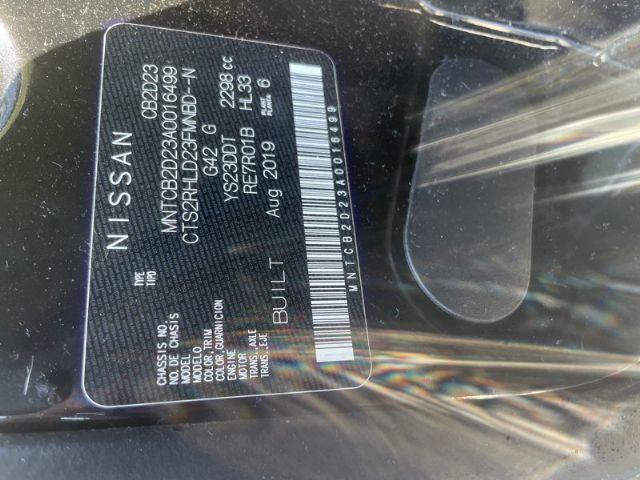 NISSAN
TYPE
TIPO CB2D23
CHASSIS NO.
NO. DE CHASIS MNTCB2D23A0016499
MODEL
MODELO CTS2RHLD23FMNBD--N
COLOR, TRIM
COLOR, GUARNICION G42 G
ENGINE
MOTOR YS23DDT 2298 cc
TRANS., AXLE
TRANS., EJE RE7R01B HL33
PLANT
PLANTA 6
BUILT Aug 2019
MNTCB2D23A0016499